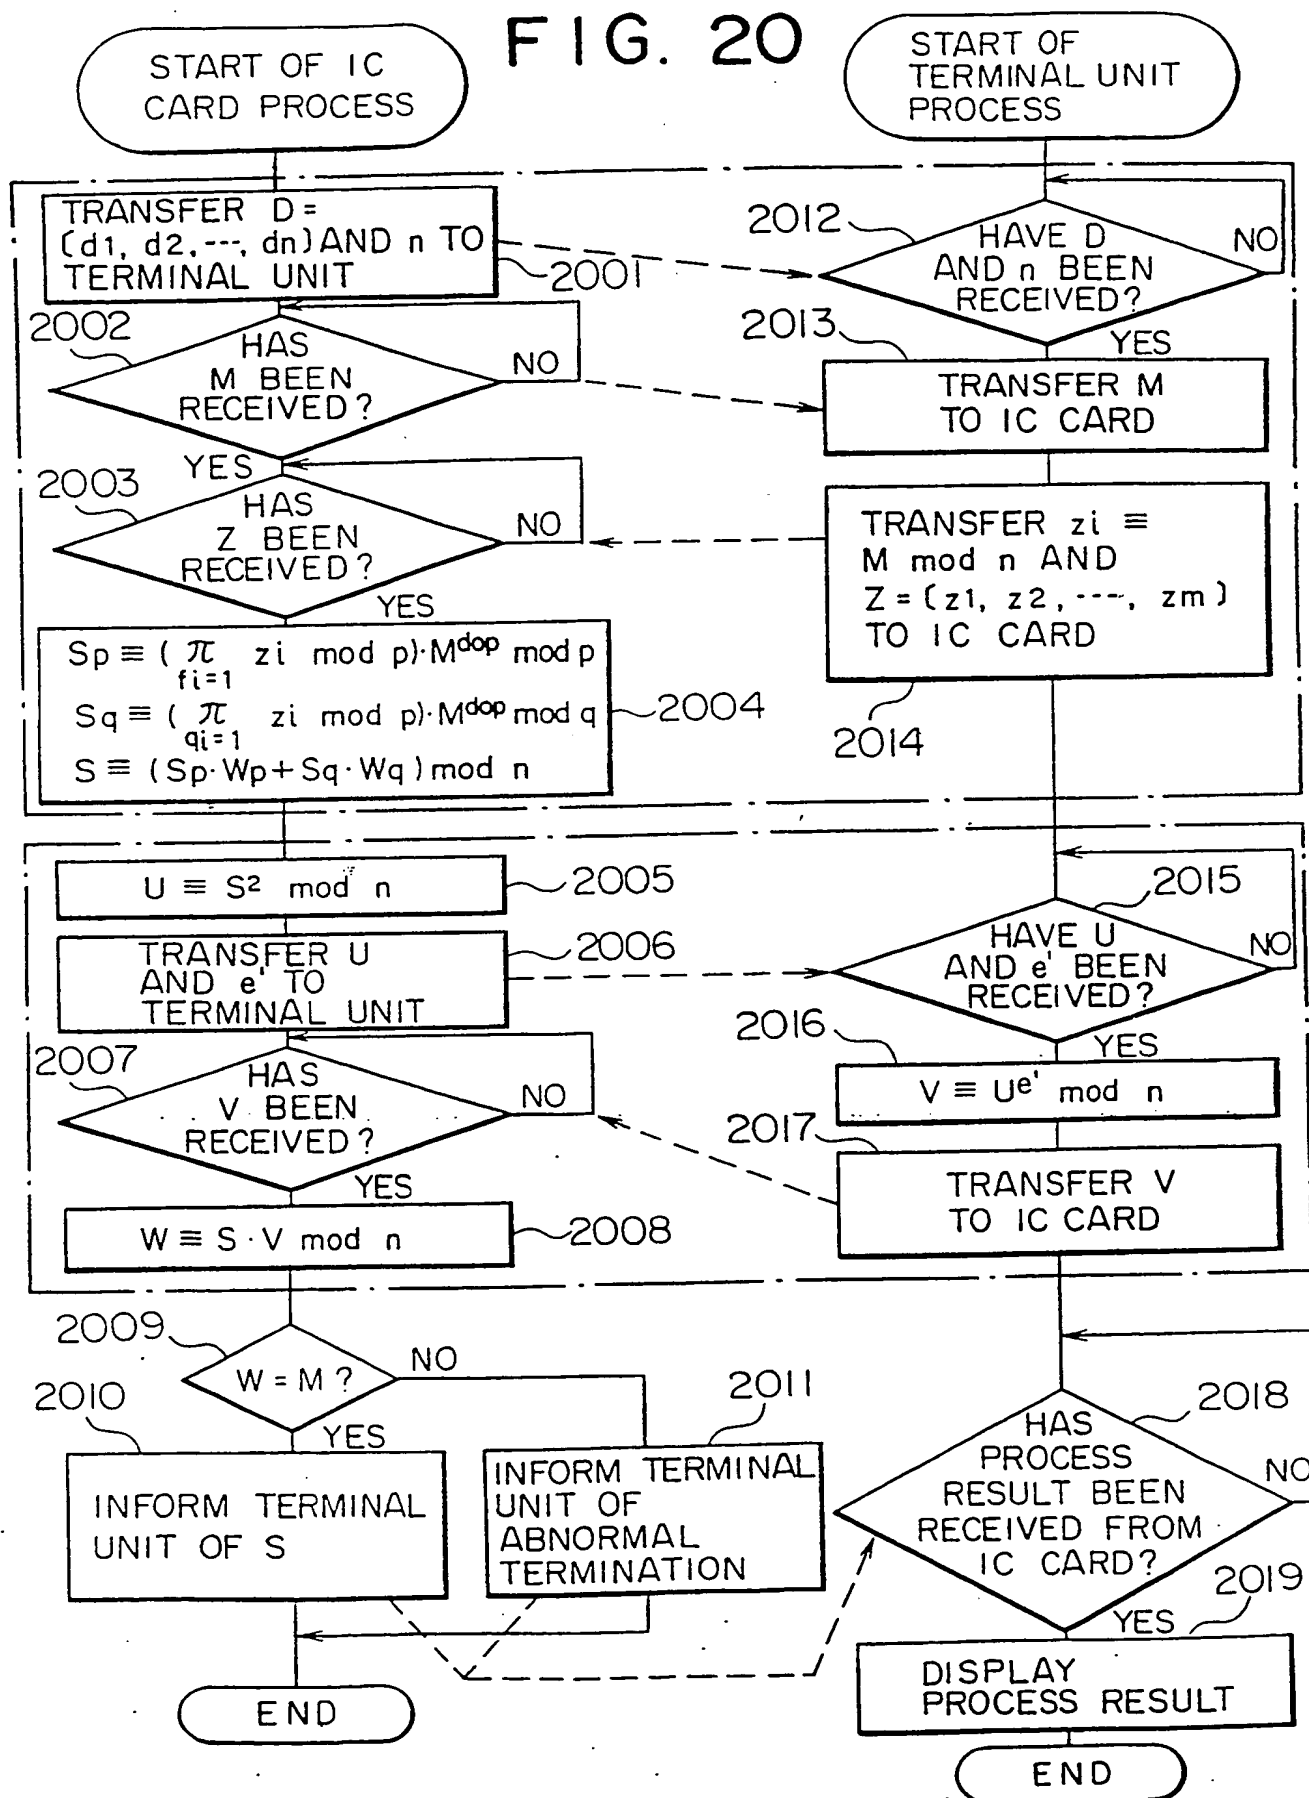 FIG. 20
START OF IC
CARD PROCESS
START OF
TERMINAL UNIT
PROCESS
TRANSFER D=
(d1, d2, ---, dn) AND n TO
TERMINAL UNIT
2001
2012
HAVE D
AND n BEEN
RECEIVED?
NO
YES
2002
HAS
M BEEN
RECEIVED?
NO
YES
2013
TRANSFER M
TO IC CARD
2003
HAS
Z BEEN
RECEIVED?
NO
YES
TRANSFER zi ≡
M mod n AND
Z = (z1, z2, ---, zm)
TO IC CARD
2014
Sp ≡ ( π zi mod p)·M^dop mod p
fi=1
Sq ≡ ( π zi mod p)·M^dop mod q
qi=1
S ≡ (Sp·Wp+Sq·Wq) mod n
2004
U ≡ S² mod n
2005
TRANSFER U
AND e' TO
TERMINAL UNIT
2006
2015
HAVE U
AND e' BEEN
RECEIVED?
NO
YES
2007
HAS
V BEEN
RECEIVED?
NO
YES
2016
V ≡ U^e' mod n
2017
TRANSFER V
TO IC CARD
W ≡ S·V mod n
2008
2009
W = M?
NO
YES
2010
INFORM TERMINAL
UNIT OF S
2011
INFORM TERMINAL
UNIT OF
ABNORMAL
TERMINATION
2018
HAS
PROCESS
RESULT BEEN
RECEIVED FROM
IC CARD?
NO
YES
2019
DISPLAY
PROCESS RESULT
END
END